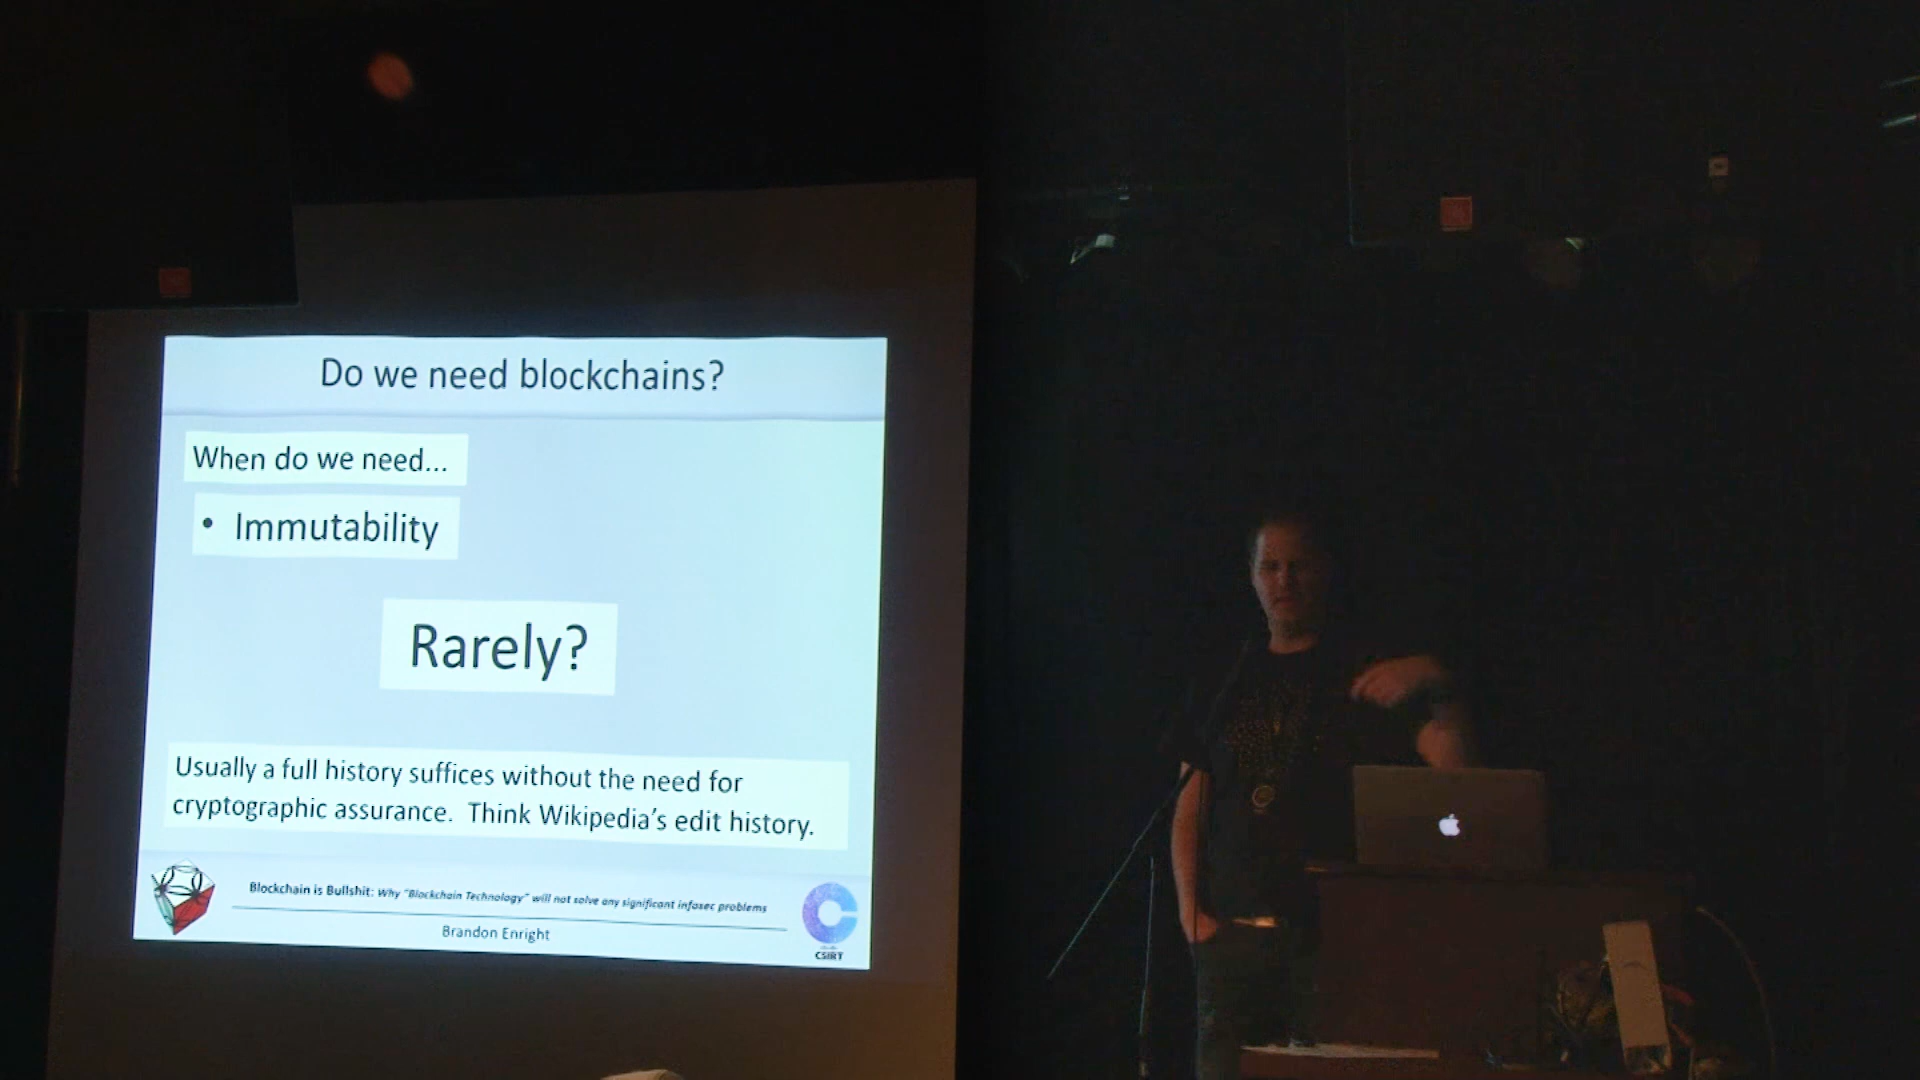 Do we need blockchains?
When do we need...
• Immutability
Rarely?
Usually a full history suffices without the need for
cryptographic assurance. Think Wikipedia's edit history.
Blockchain is Bullshit: Why "Blockchain Technology" will not solve any significant infosec problems
Brandon Enright
CSIRT